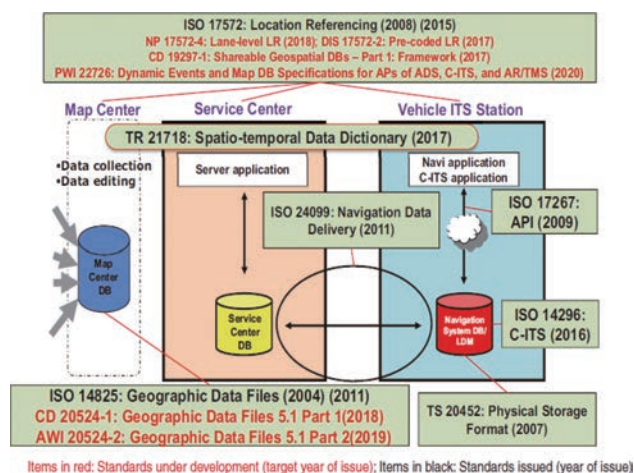 ISO 17572: Location Referencing (2008) (2015)
NP 17572-4: Lane-level LR (2018); DIS 17572-2: Pre-coded LR (2017)
CD 19297-1: Shareable Geospatial DBs – Part 1: Framework (2017)
PWI 22726: Dynamic Events and Map DB Specifications for APs of ADS, C-ITS, and AR/TMS (2020)
Map Center
Service Center
Vehicle ITS Station
TR 21718: Spatio-temporal Data Dictionary (2017)
•Data collection
•Data editing
Server application
Navi application
C-ITS application
ISO 24099: Navigation Data
Delivery (2011)
ISO 17267:
API (2009)
Map
Center
DB
Service
Center
DB
Navigation
System DB/
LDM
ISO 14296:
C-ITS (2016)
ISO 14825: Geographic Data Files (2004) (2011)
CD 20524-1: Geographic Data Files 5.1 Part 1(2018)
AWI 20524-2: Geographic Data Files 5.1 Part 2(2019)
TS 20452: Physical Storage
Format (2007)
Items in red: Standards under development (target year of issue); Items in black: Standards issued (year of issue)